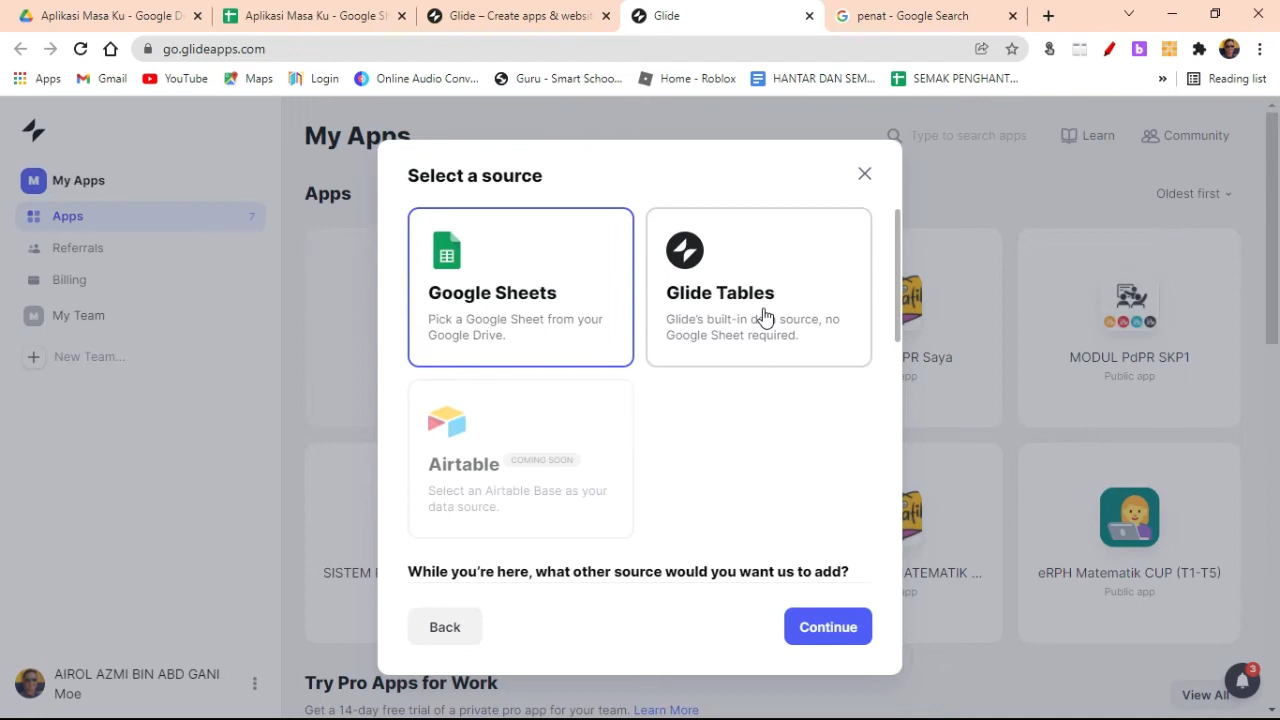 Aplikasi Masa Ku - Google D
Aplikasi Masa Ku - Google Sh
Glide – Create apps & websit
Glide
penat - Google Search
go.glideapps.com
Apps
Gmail
YouTube
Maps
Login
Online Audio Conv...
Guru - Smart Schoo...
Home - Roblox
HANTAR DAN SEM...
SEMAK PENGHANT...
»
Reading list
My Apps
Type to search apps
Learn
Community
M
My Apps
Apps
7
Referrals
Billing
M
My Team
New Team...
Apps
Oldest first
Select a source
Google Sheets
Pick a Google Sheet from your
Google Drive.
Glide Tables
Glide's built-in d source, no
Google Sheet required.
Airtable COMING SOON
Select an Airtable Base as your
data source.
While you're here, what other source would you want us to add?
Back
Continue
PR Saya
app
MODUL PdPR SKP1
Public app
SISTEM
ATEMATIK ...
app
eRPH Matematik CUP (T1-T5)
Public app
Try Pro Apps for Work
Get a 14-day free trial of a private pro app for your team. Learn More
View All
3
AIROL AZMI BIN ABD GANI
Moe